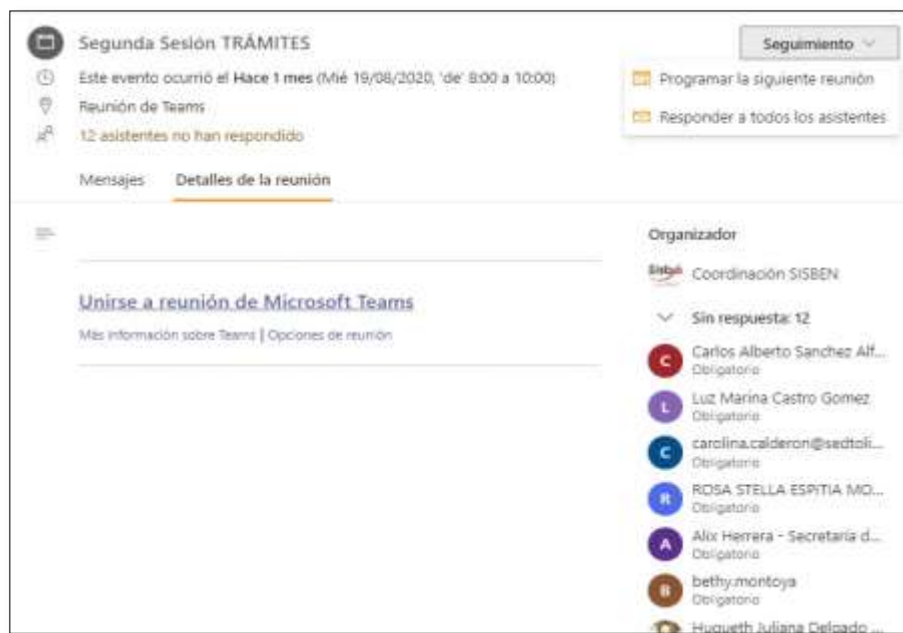 Segunda Sesión TRÁMITES
Seguimiento
Este evento ocurrió el Hace 1 mes (Mié 19/08/2020, 'de' 8:00 a 10:00)
Programar la siguiente reunión
Reunión de Teams
Responder a todos los asistentes
12 asistentes no han respondido
Mensajes Detalles de la reunión
Organizador
Sisbén Coordinación SISBEN
Unirse a reunión de Microsoft Teams
Más información sobre Teams | Opciones de reunión
Sin respuesta: 12
C Carlos Alberto Sanchez Alf...
Obligatorio
L Luz Marina Castro Gomez
Obligatorio
C carolina.calderon@sedtoli...
Obligatorio
R ROSA STELLA ESPITIA MO...
Obligatorio
A Alix Herrera - Secretaría d...
Obligatorio
B bethy.montoya
Obligatorio
Hugueth Juliana Delgado ...